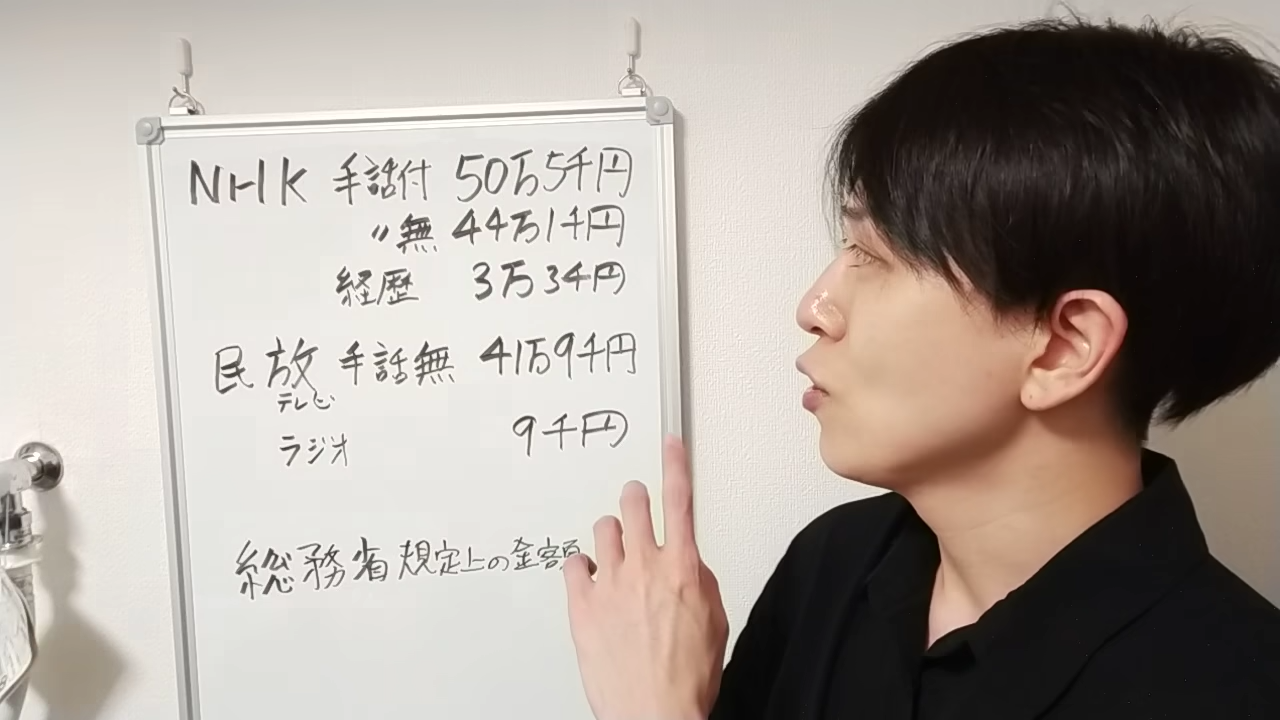 NHK 手話付 50万5千円
〃無 44万1千円
経歴 3万34円
民放 手話無 41万9千円
テレビ
ラジオ 9千円
総務省規定上の金額